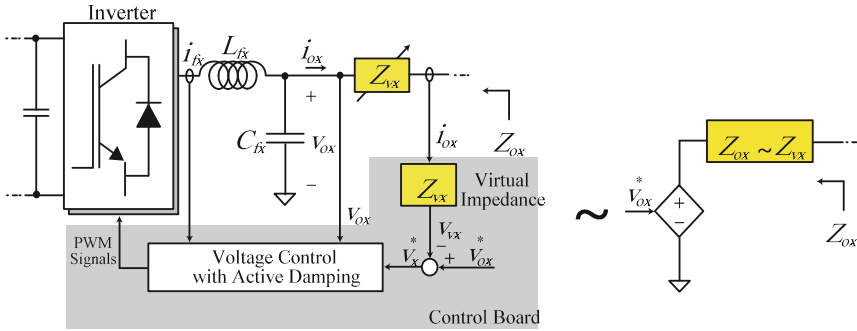 Inverter
i_fx
L_fx
i_ox
Z_vx
+
C_fx
v_ox
−
i_ox
Z_ox
Z_vx
Virtual
Impedance
v_ox
v_vx
PWM
Signals
Voltage Control
with Active Damping
v_x^*
−
+
v_ox^*
Control Board
~
v_ox^*
+
−
Z_ox ~ Z_vx
Z_ox